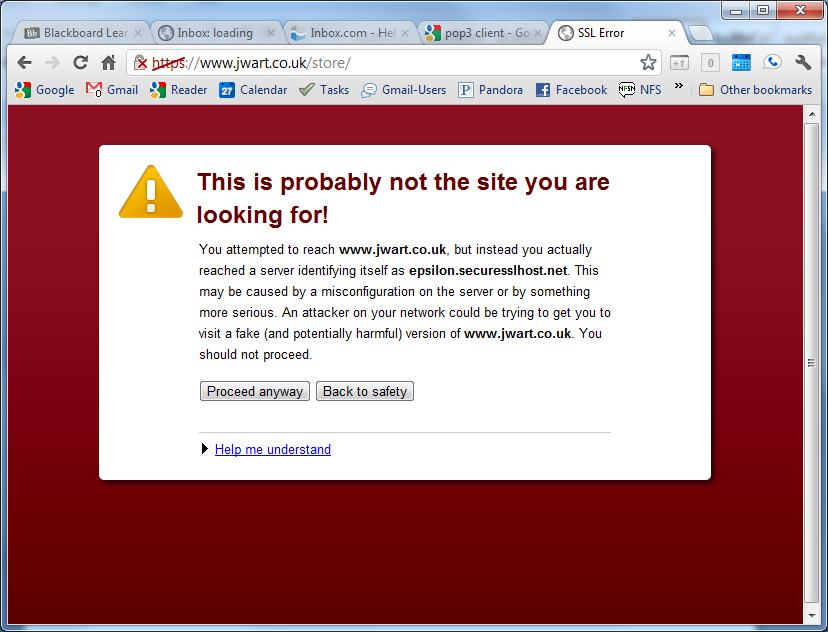 Blackboard Lear
Inbox: loading
Inbox.com - Hel
pop3 client - Go
SSL Error
https://www.jwart.co.uk/store/
+1
0
Google
Gmail
Reader
27
Calendar
Tasks
Gmail-Users
P
Pandora
Facebook
NFSN
NFS
»
Other bookmarks
This is probably not the site you are
looking for!
You attempted to reach www.jwart.co.uk, but instead you actually
reached a server identifying itself as epsilon.securesslhost.net. This
may be caused by a misconfiguration on the server or by something
more serious. An attacker on your network could be trying to get you to
visit a fake (and potentially harmful) version of www.jwart.co.uk. You
should not proceed.
Proceed anyway
Back to safety
Help me understand